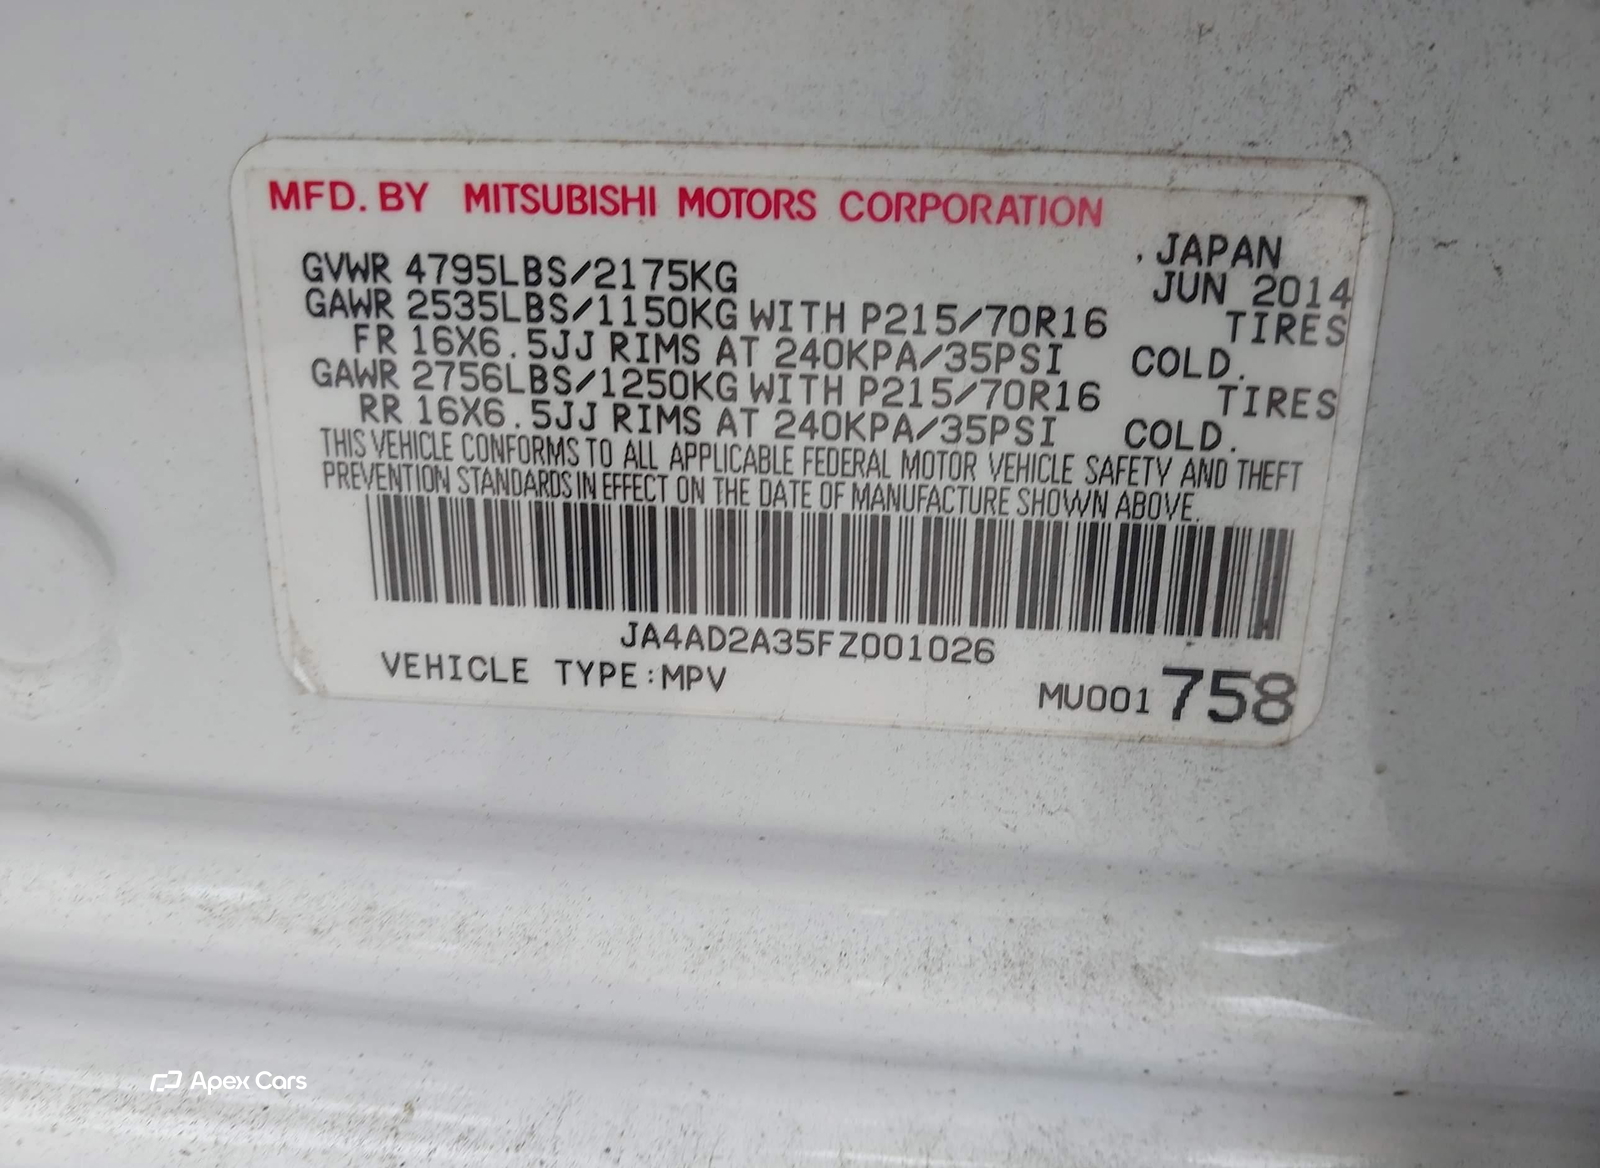 MFD. BY MITSUBISHI MOTORS CORPORATION
, JAPAN
GVWR 4795LBS/2175KG JUN 2014
GAWR 2535LBS/1150KG WITH P215/70R16 TIRES
FR 16X6.5JJ RIMS AT 240KPA/35PSI COLD.
GAWR 2756LBS/1250KG WITH P215/70R16 TIRES
RR 16X6.5JJ RIMS AT 240KPA/35PSI COLD.
THIS VEHICLE CONFORMS TO ALL APPLICABLE FEDERAL MOTOR VEHICLE SAFETY AND THEFT
PREVENTION STANDARDS IN EFFECT ON THE DATE OF MANUFACTURE SHOWN ABOVE.
JA4AD2A35FZ001026
VEHICLE TYPE:MPV
MU001 758
Apex Cars